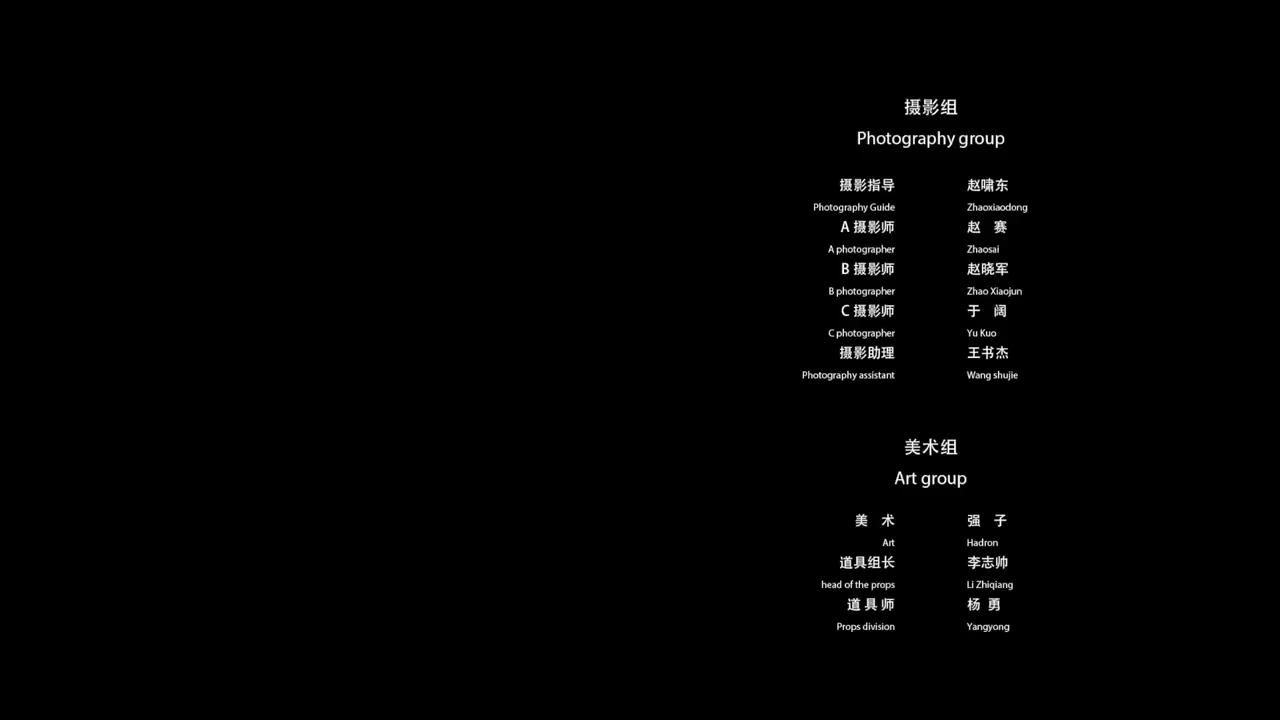 摄影组
Photography group
摄影指导 赵啸东
Photography Guide Zhaoxiaodong
A 摄影师 赵 赛
A photographer Zhaosai
B 摄影师 赵晓军
B photographer Zhao Xiaojun
C 摄影师 于 阔
C photographer Yu Kuo
摄影助理 王书杰
Photography assistant Wang shujie
美术组
Art group
美 术 强 子
Art Hadron
道具组长 李志帅
head of the props Li Zhiqiang
道 具 师 杨 勇
Props division Yangyong